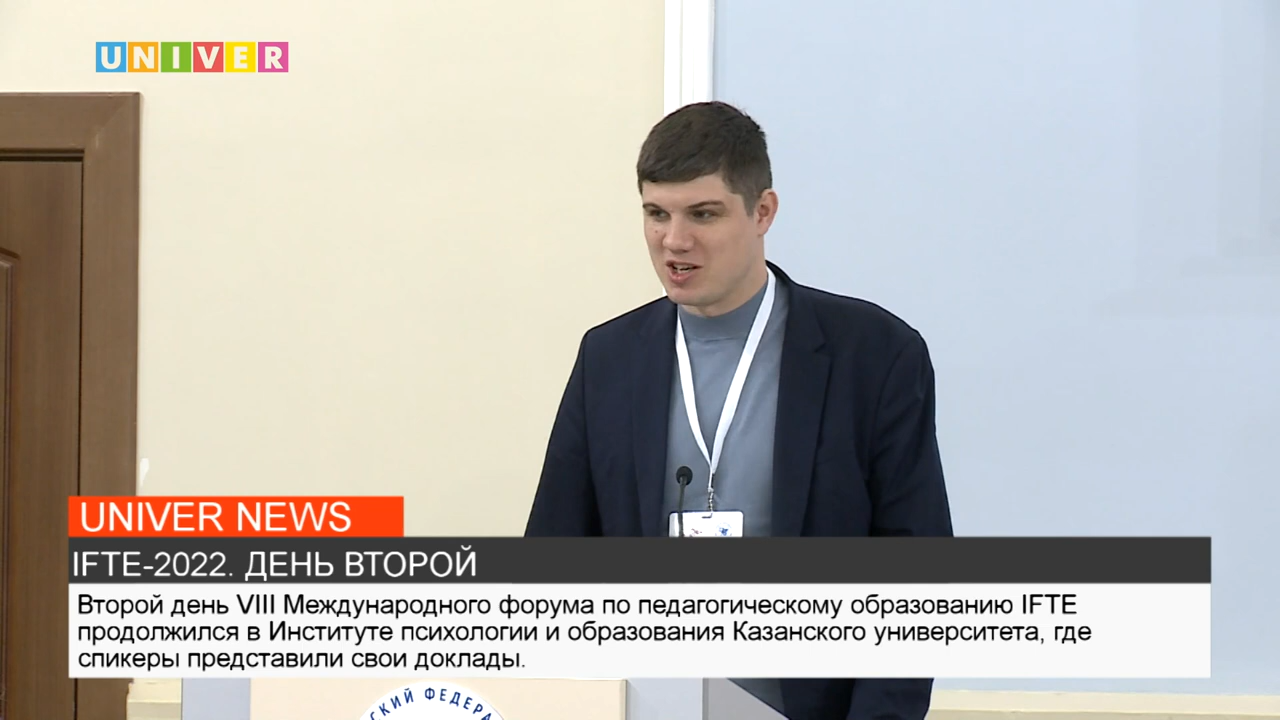 UNIVER
UNIVER NEWS
IFTE-2022. ДЕНЬ ВТОРОЙ
Второй день VIII Международного форума по педагогическому образованию IFTE
продолжился в Институте психологии и образования Казанского университета, где
спикеры представили свои доклады.